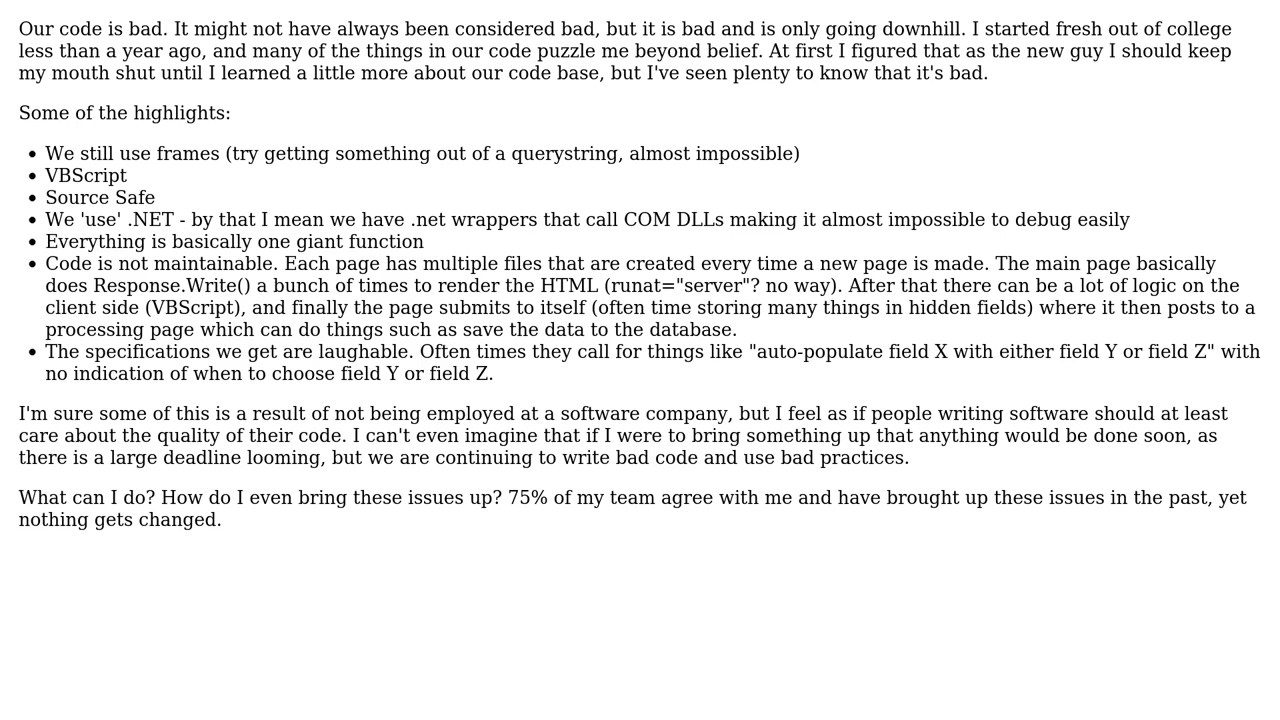 Our code is bad. It might not have always been considered bad, but it is bad and is only going downhill. I started fresh out of college
less than a year ago, and many of the things in our code puzzle me beyond belief. At first I figured that as the new guy I should keep
my mouth shut until I learned a little more about our code base, but I've seen plenty to know that it's bad.
Some of the highlights:
• We still use frames (try getting something out of a querystring, almost impossible)
• VBScript
• Source Safe
• We 'use' .NET - by that I mean we have .net wrappers that call COM DLLs making it almost impossible to debug easily
• Everything is basically one giant function
• Code is not maintainable. Each page has multiple files that are created every time a new page is made. The main page basically
does Response.Write() a bunch of times to render the HTML (runat="server"? no way). After that there can be a lot of logic on the
client side (VBScript), and finally the page submits to itself (often time storing many things in hidden fields) where it then posts to a
processing page which can do things such as save the data to the database.
• The specifications we get are laughable. Often times they call for things like "auto-populate field X with either field Y or field Z" with
no indication of when to choose field Y or field Z.
I'm sure some of this is a result of not being employed at a software company, but I feel as if people writing software should at least
care about the quality of their code. I can't even imagine that if I were to bring something up that anything would be done soon, as
there is a large deadline looming, but we are continuing to write bad code and use bad practices.
What can I do? How do I even bring these issues up? 75% of my team agree with me and have brought up these issues in the past, yet
nothing gets changed.